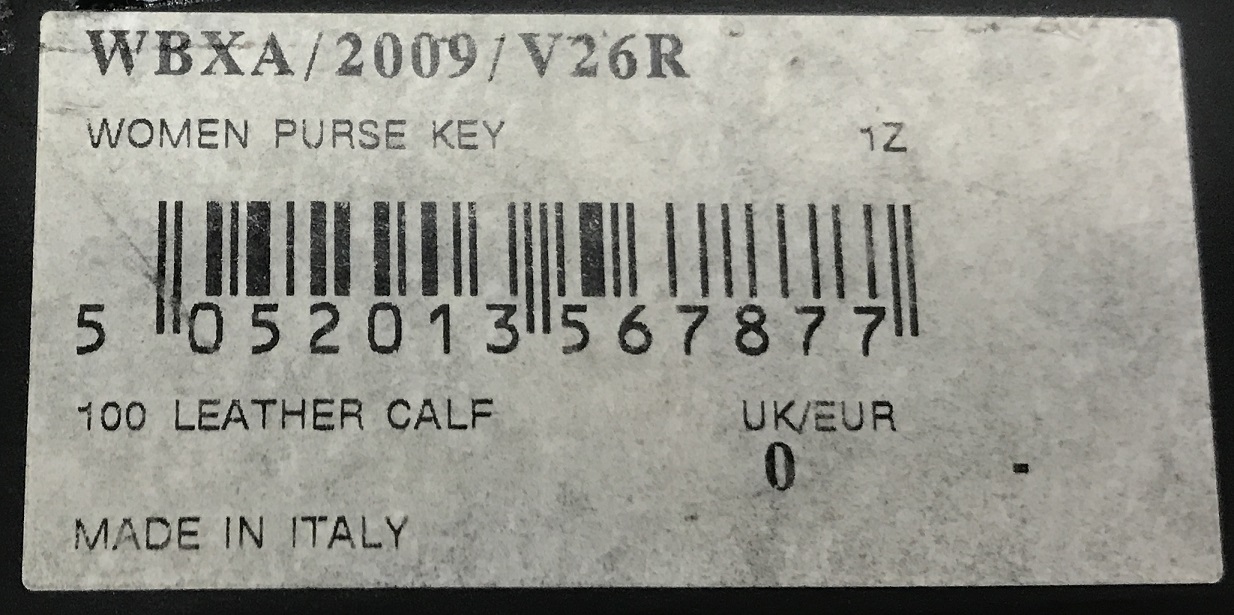 WBXA/2009/V26R
WOMEN PURSE KEY 1Z
5 052013 567877
100 LEATHER CALF UK/EUR
0 -
MADE IN ITALY